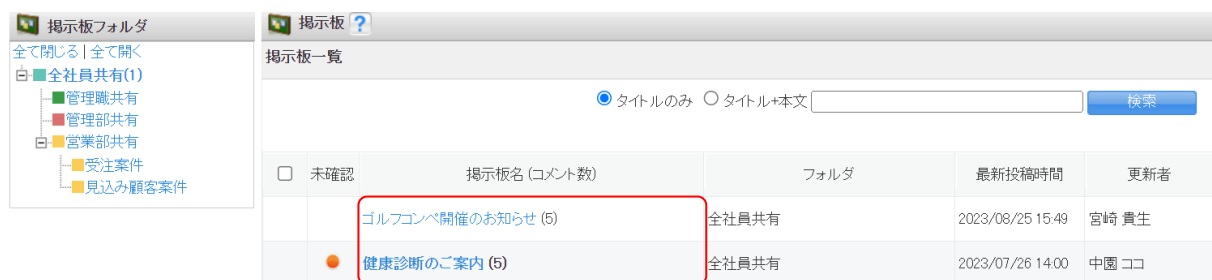 掲示板フォルダ
全て閉じる | 全て開く
全社員共有(1)
管理職共有
管理部共有
営業部共有
受注案件
見込み顧客案件
掲示板 ?
掲示板一覧
タイトルのみ タイトル+本文 検索
未確認 掲示板名 (コメント数) フォルダ 最新投稿時間 更新者
ゴルフコンペ開催のお知らせ (5) 全社員共有 2023/08/25 15:49 宮崎 貴生
健康診断のご案内 (5) 全社員共有 2023/07/26 14:00 中園 ココ